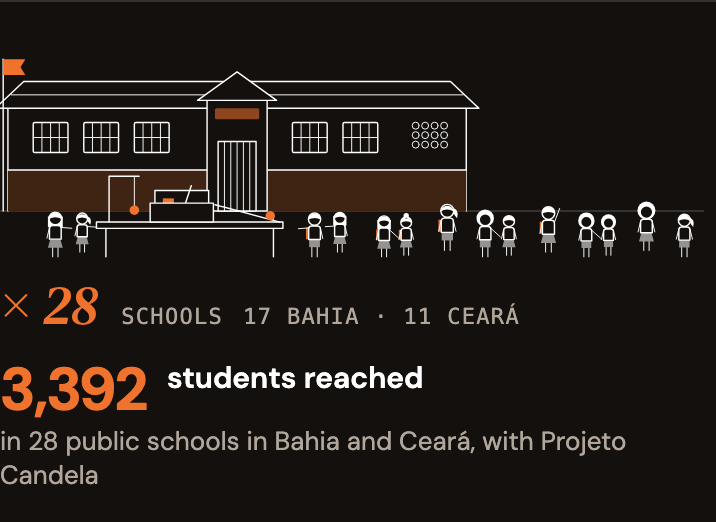 × 28 SCHOOLS 17 BAHIA · 11 CEARÁ
3,392 students reached
in 28 public schools in Bahia and Ceará, with Projeto
Candela